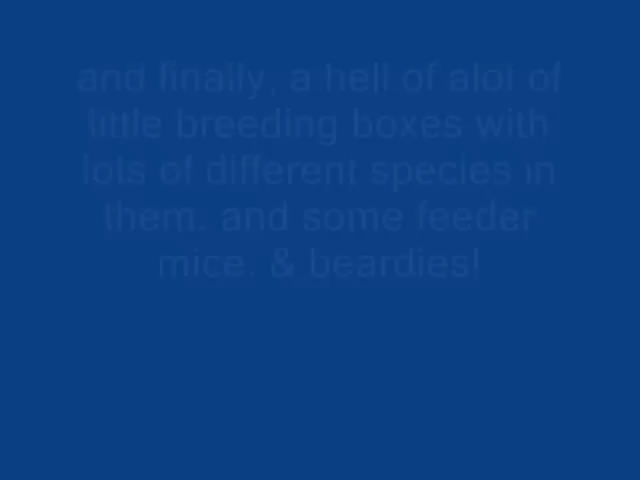 and finally, a hell of alot of
little breeding boxes with
lots of different species in
them. and some feeder
mice. & beardies!